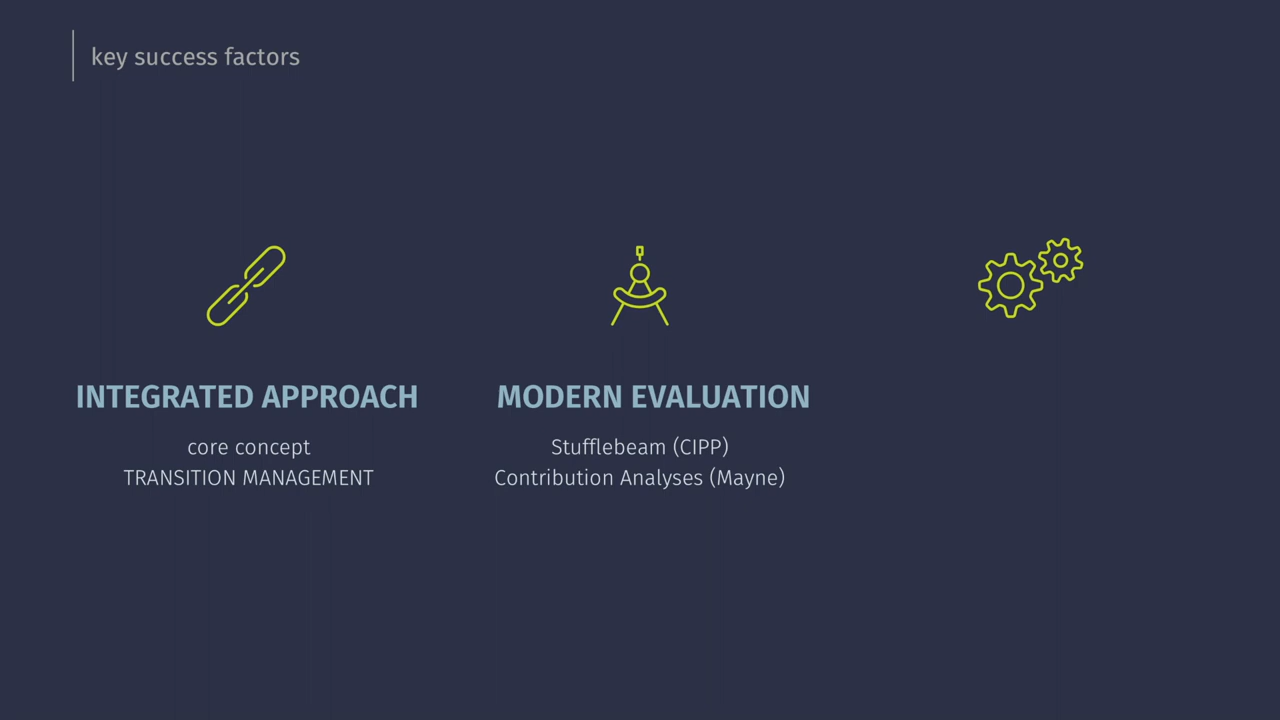 key success factors
INTEGRATED APPROACH
core concept
TRANSITION MANAGEMENT
MODERN EVALUATION
Stufflebeam (CIPP)
Contribution Analyses (Mayne)